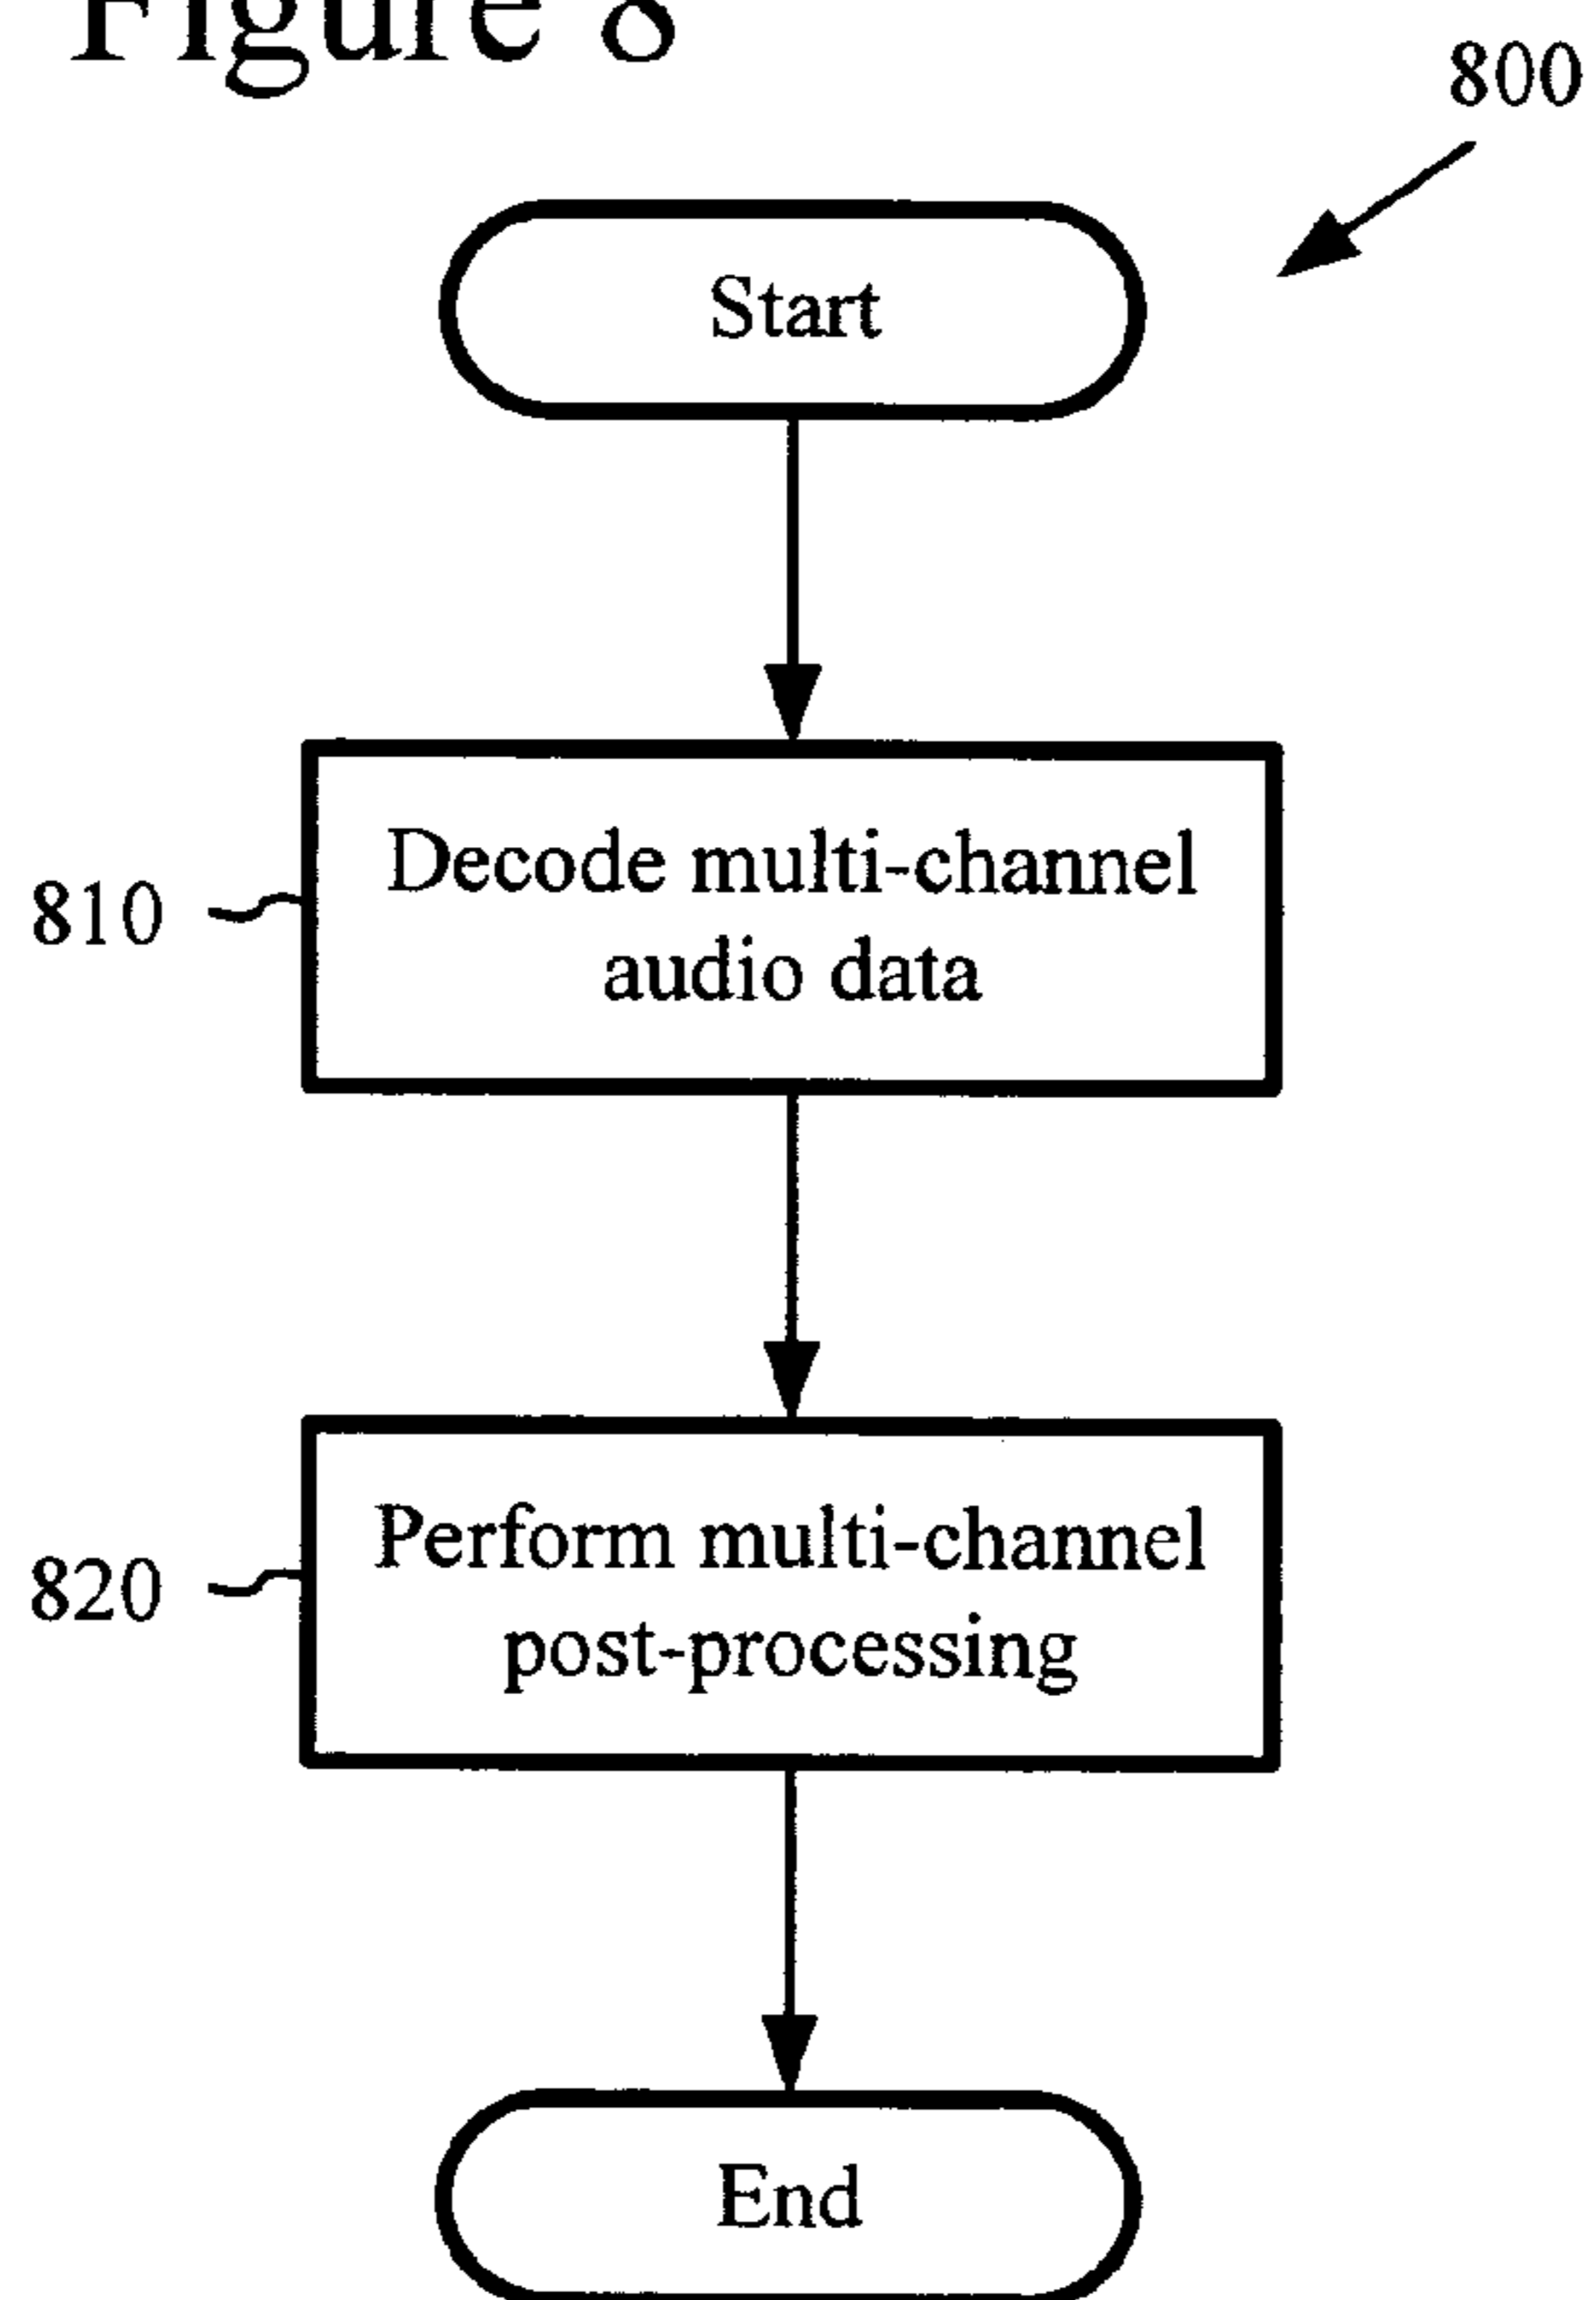 Figure 8
800
Start
810
Decode multi-channel
audio data
820
Perform multi-channel
post-processing
End